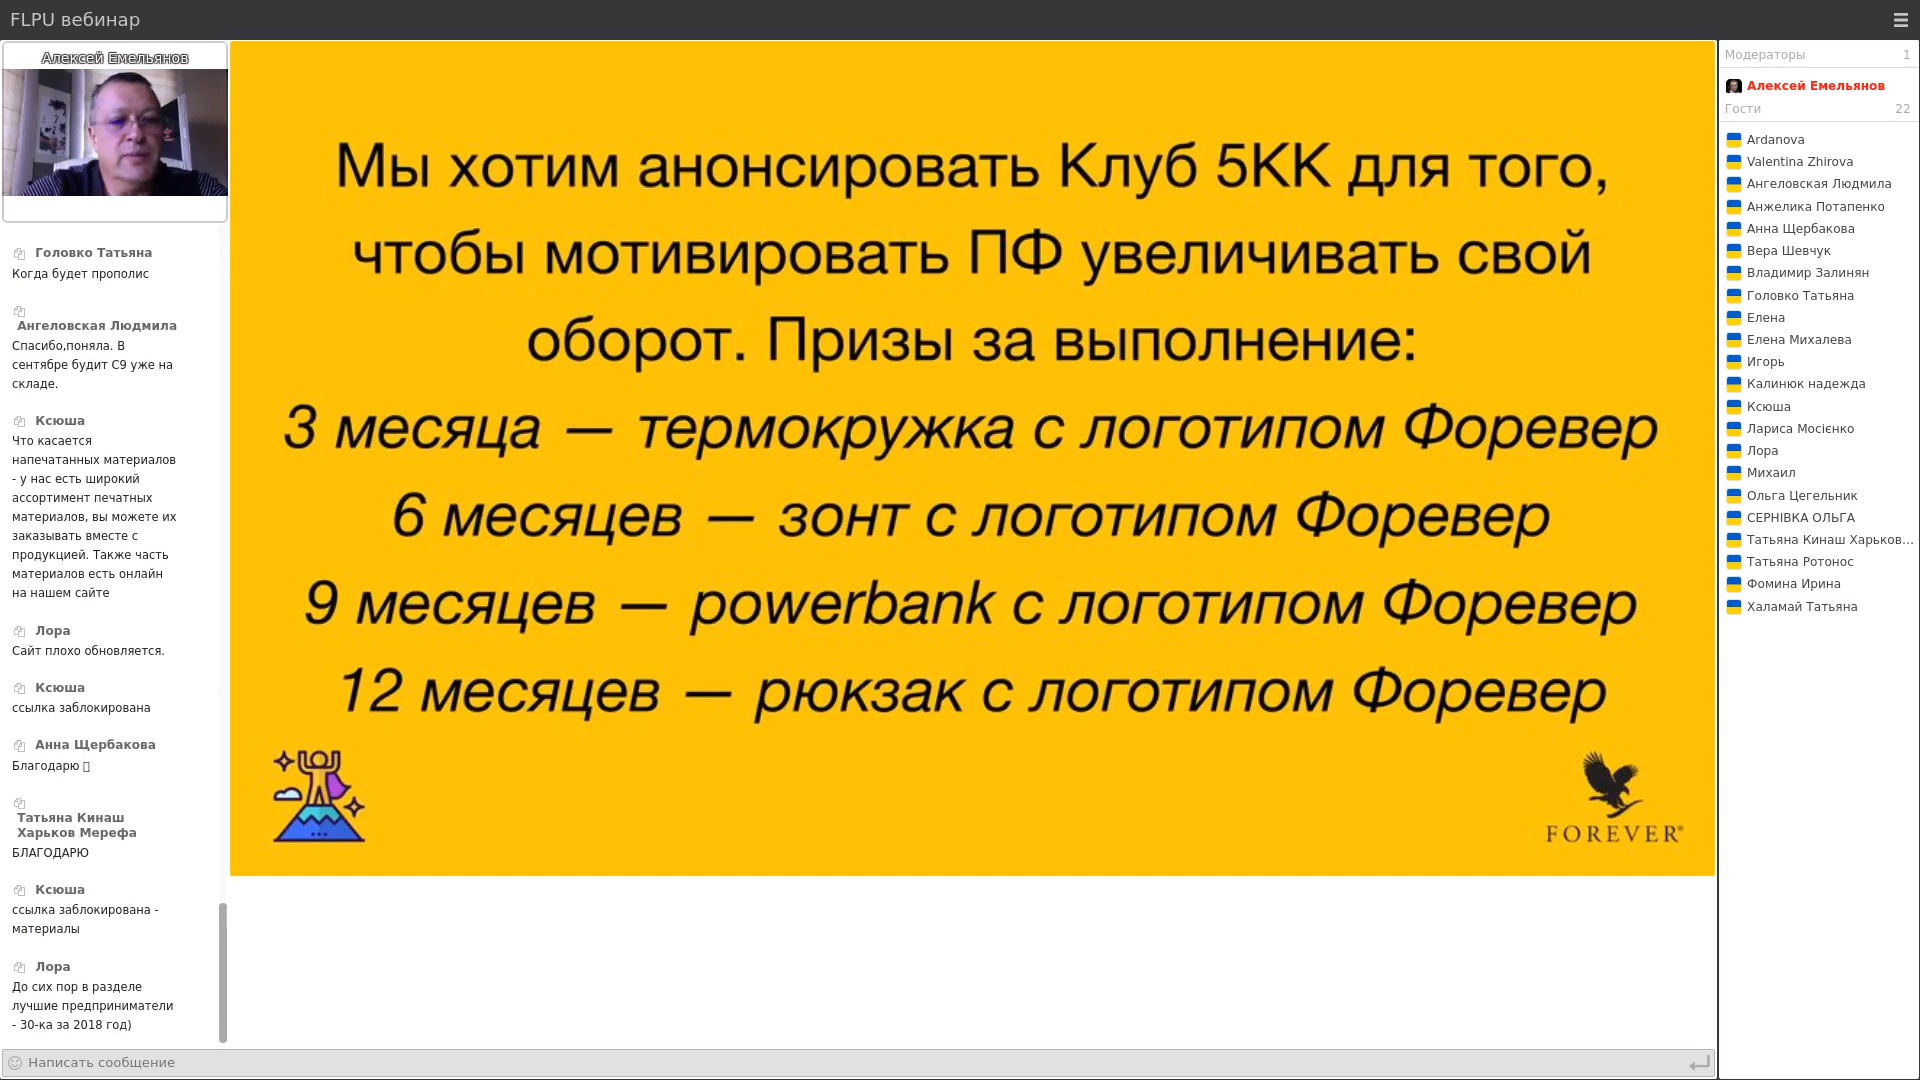 FLPU вебинар
Алексей Емельянов
Головко Татьяна
Когда будет прополис
Ангеловская Людмила
Спасибо,поняла. В
сентябре будит С9 уже на
складе.
Ксюша
Что касается
напечатанных материалов
- у нас есть широкий
ассортимент печатных
материалов, вы можете их
заказывать вместе с
продукцией. Также часть
материалов есть онлайн
на нашем сайте
Лора
Сайт плохо обновляется.
Ксюша
ссылка заблокирована
Анна Щербакова
Благодарю
Татьяна Кинаш
Харьков Мерефа
БЛАГОДАРЮ
Ксюша
ссылка заблокирована -
материалы
Лора
До сих пор в разделе
лучшие предприниматели
- 30-ка за 2018 год)
Написать сообщение
Мы хотим анонсировать Клуб 5КК для того,
чтобы мотивировать ПФ увеличивать свой
оборот. Призы за выполнение:
3 месяца — термокружка с логотипом Форевер
6 месяцев — зонт с логотипом Форевер
9 месяцев — powerbank с логотипом Форевер
12 месяцев — рюкзак с логотипом Форевер
FOREVER®
Модераторы 1
Алексей Емельянов
Гости 22
Ardanova
Valentina Zhirova
Ангеловская Людмила
Анжелика Потапенко
Анна Щербакова
Вера Шевчук
Владимир Залинян
Головко Татьяна
Елена
Елена Михалева
Игорь
Калинюк надежда
Ксюша
Лариса Мосієнко
Лора
Михаил
Ольга Цегельник
СЕРНІВКА ОЛЬГА
Татьяна Кинаш Харьков...
Татьяна Ротонос
Фомина Ирина
Халамай Татьяна